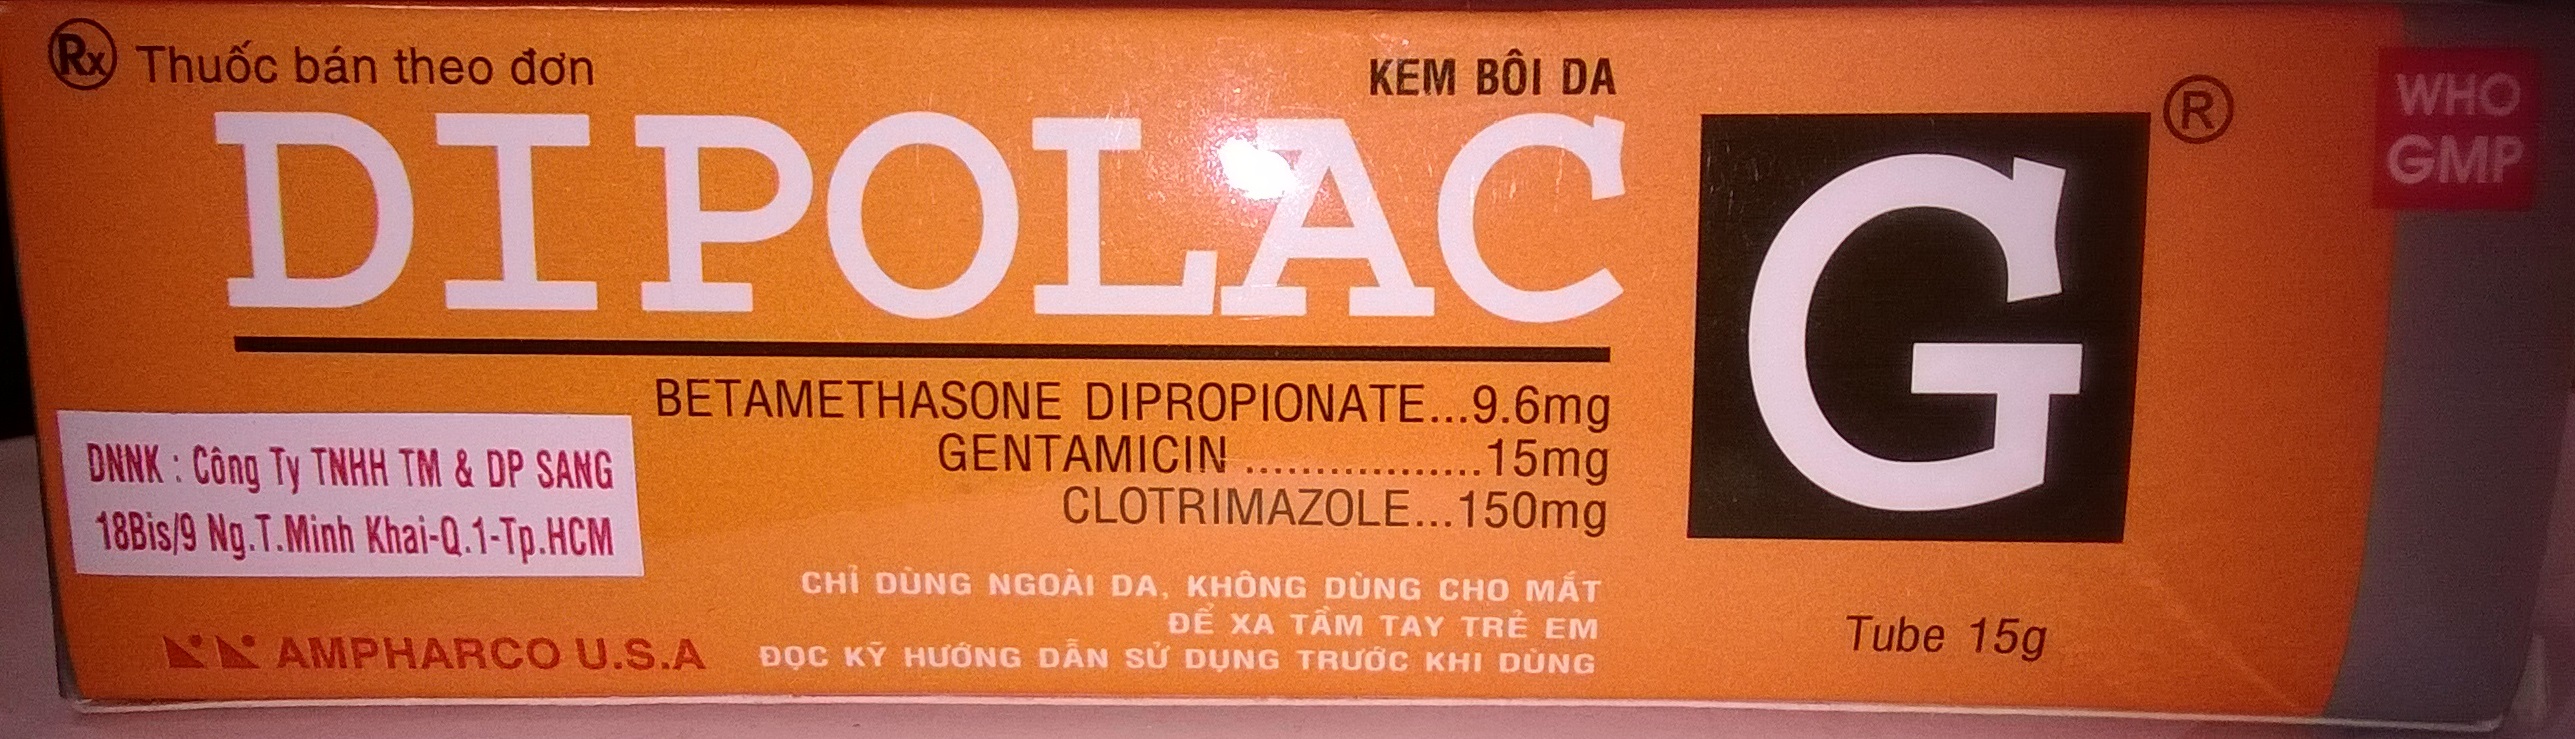 Rx Thuốc bán theo đơn
KEM BÔI DA
DIPOLAC G ®
WHO
GMP
BETAMETHASONE DIPROPIONATE...9.6mg
GENTAMICIN .................15mg
CLOTRIMAZOLE...150mg
DNNK : Công Ty TNHH TM & DP SANG
18Bis/9 Ng.T.Minh Khai-Q.1-Tp.HCM
CHỈ DÙNG NGOÀI DA, KHÔNG DÙNG CHO MẮT
ĐỂ XA TẦM TAY TRẺ EM
ĐỌC KỸ HƯỚNG DẪN SỬ DỤNG TRƯỚC KHI DÙNG
AMPHARCO U.S.A
Tube 15g